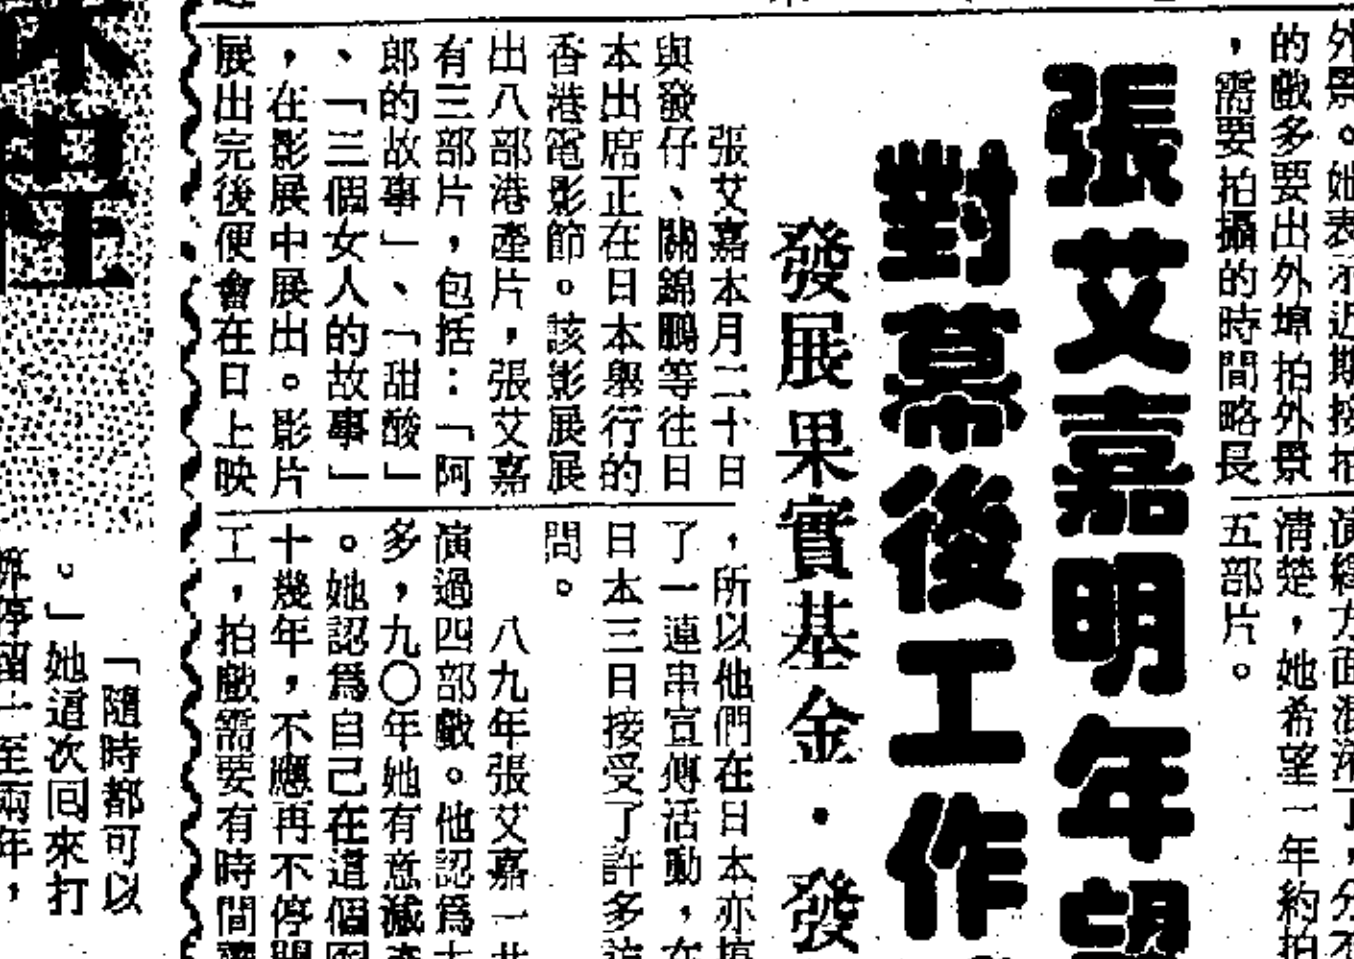 外景。她表示近期接拍
的戲多要出外埠拍外景
，需要拍攝的時間略長
清楚，她希望一年約拍
五部片。
張艾嘉明年望
對幕後工作
發展果實基金·發
張艾嘉本月二十日
與發仔、關錦鵬等往日
本出席正在日本舉行的
香港電影節。該影展展
出八部港產片，張艾嘉
有三部片，包括：「阿
郎的故事」、「甜酸」
、「三個女人的故事」
，在影展中展出。影片
展出完後便會在日上映
，所以他們在日本亦
了一連串宣傳活動，在
日本三日接受了許多訪
問。
八九年張艾嘉一共
演過四部戲。他認爲
多，九〇年她有意減
。她認爲自己在這個
十幾年，不應再不停
工，拍戲需要有時間
「隨時都可以
。」她這次回來打
停留一至兩年，